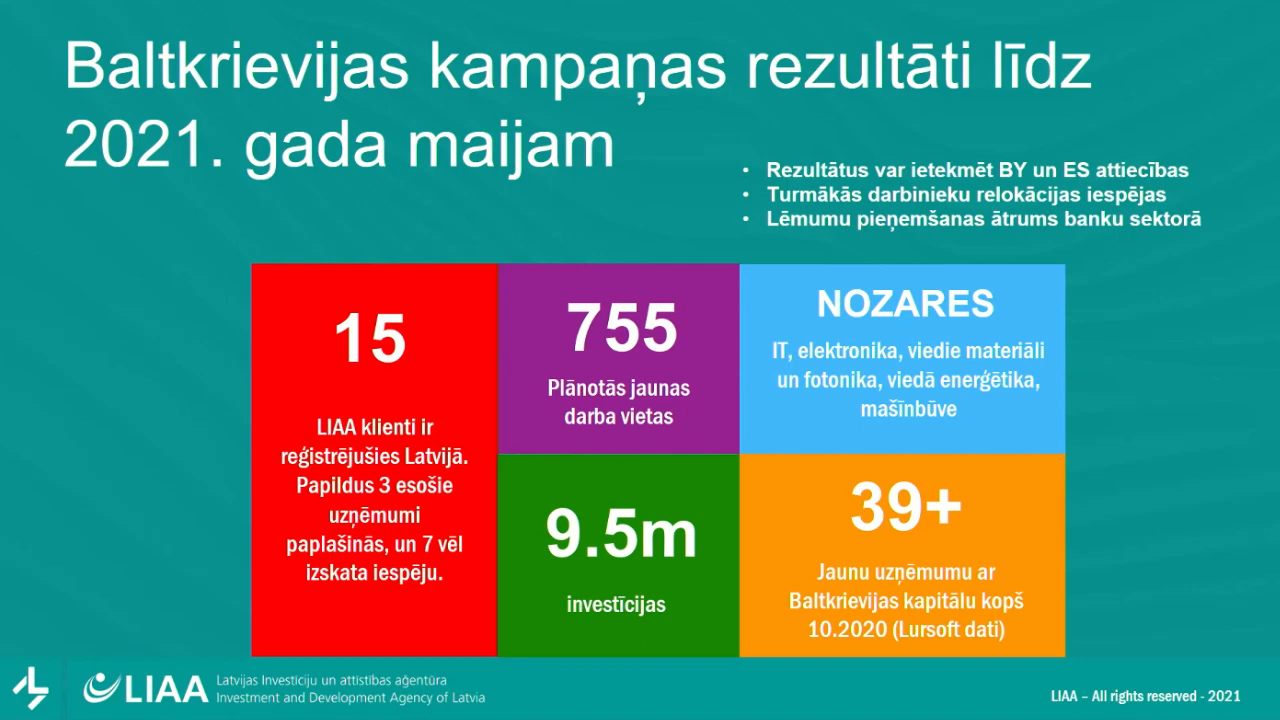 Baltkrievijas kampaņas rezultāti līdz
2021. gada maijam
• Rezultātus var ietekmēt BY un ES attiecības
• Turmākās darbinieku relokācijas iespējas
• Lēmumu pieņemšanas ātrums banku sektorā
15
LIAA klienti ir
reģistrējušies Latvijā.
Papildus 3 esošie
uzņēmumi
paplašinās, un 7 vēl
izskata iespēju.
755
Plānotās jaunas
darba vietas
NOZARES
IT, elektronika, viedie materiāli
un fotonika, viedā enerģētika,
mašīnbūve
9.5m
investīcijas
39+
Jaunu uzņēmumu ar
Baltkrievijas kapitālu kopš
10.2020 (Lursoft dati)
LIAA
Latvijas Investīciju un attīstības aģentūra
Investment and Development Agency of Latvia
LIAA – All rights reserved - 2021